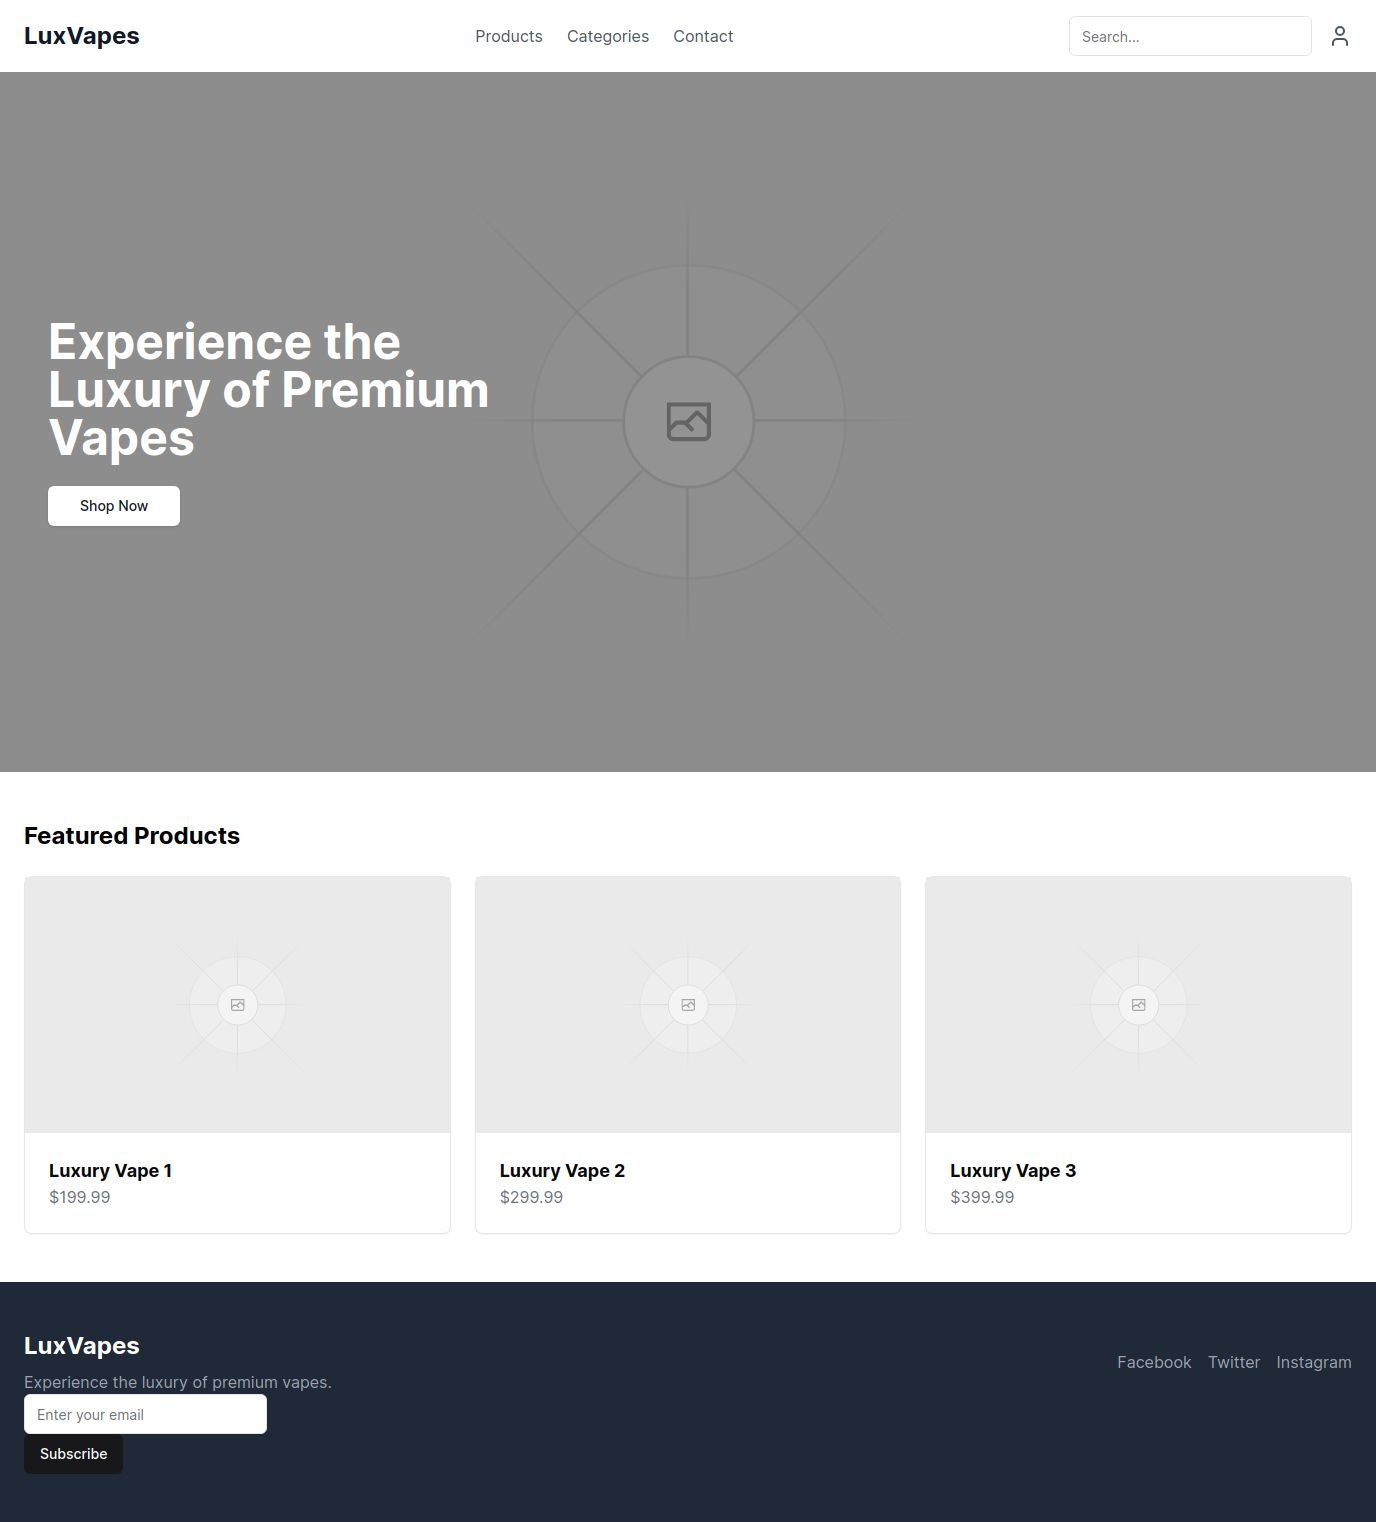 LuxVapes
Products
Categories
Contact
Search...
Experience the
Luxury of Premium
Vapes
Shop Now
Featured Products
Luxury Vape 1
$199.99
Luxury Vape 2
$299.99
Luxury Vape 3
$399.99
LuxVapes
Experience the luxury of premium vapes.
Enter your email
Subscribe
Facebook
Twitter
Instagram